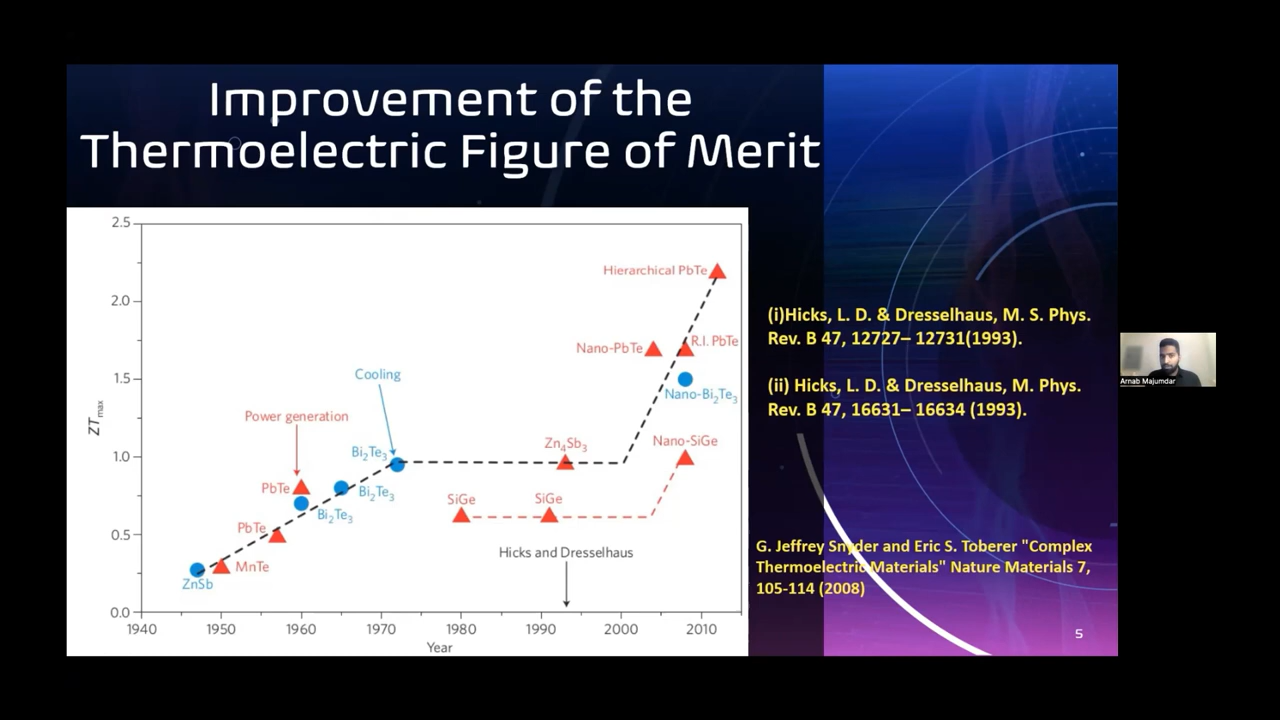 Improvement of the
Thermoelectric Figure of Merit
2.5
2.0
1.5
1.0
0.5
0.0
ZTmax
1940 1950 1960 1970 1980 1990 2000 2010
Year
Hierarchical PbTe
Nano-PbTe
R.I. PbTe
Cooling
Nano-Bi2Te3
Power generation
Zn4Sb3
Nano-SiGe
Bi2Te3
PbTe
Bi2Te3
SiGe
SiGe
Bi2Te3
PbTe
Hicks and Dresselhaus
MnTe
ZnSb
(i)Hicks, L. D. & Dresselhaus, M. S. Phys.
Rev. B 47, 12727– 12731(1993).
(ii) Hicks, L. D. & Dresselhaus, M. Phys.
Rev. B 47, 16631– 16634 (1993).
G. Jeffrey Snyder and Eric S. Toberer "Complex
Thermoelectric Materials" Nature Materials 7,
105-114 (2008)
5
Arnab Majumdar